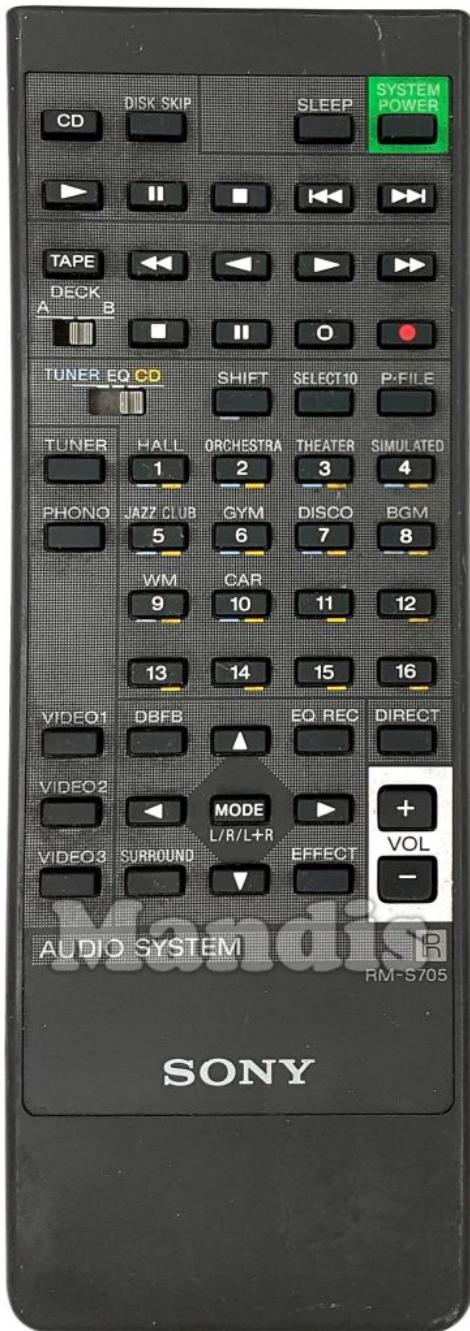 DISK SKIP SLEEP SYSTEM POWER
CD
TAPE
DECK
A B
TUNER EQ CD SHIFT SELECT10 P·FILE
TUNER HALL ORCHESTRA THEATER SIMULATED
1 2 3 4
PHONO JAZZ CLUB GYM DISCO BGM
5 6 7 8
WM CAR
9 10 11 12
13 14 15 16
VIDEO1 DBFB EQ REC DIRECT
VIDEO2
MODE +
L/R/L+R VOL
VIDEO3 SURROUND EFFECT −
Mandis
AUDIO SYSTEM R
RM-S705
SONY